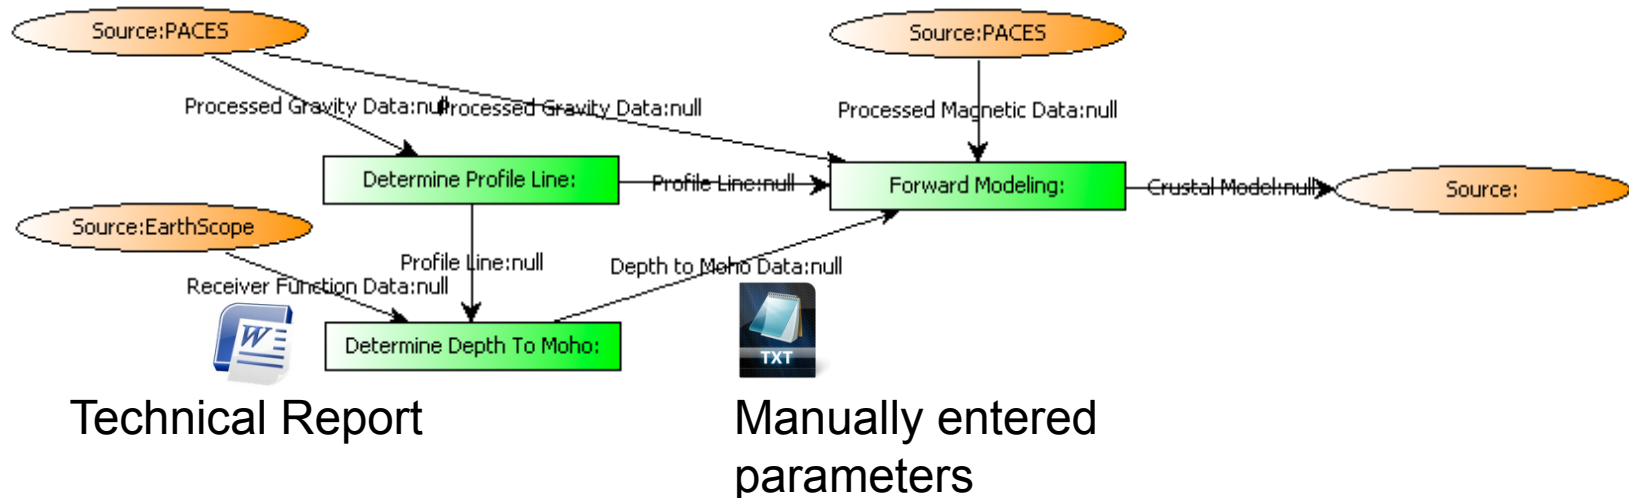 Source:PACES
Source:PACES
Processed Gravity Data:null
Processed Gravity Data:null
Processed Magnetic Data:null
Determine Profile Line:
Profile Line:null
Forward Modeling:
Crustal Model:null
Source:
Source:EarthScope
Profile Line:null
Depth to Moho Data:null
Receiver Function Data:null
W
Determine Depth To Moho:
TXT
Technical Report
Manually entered
parameters